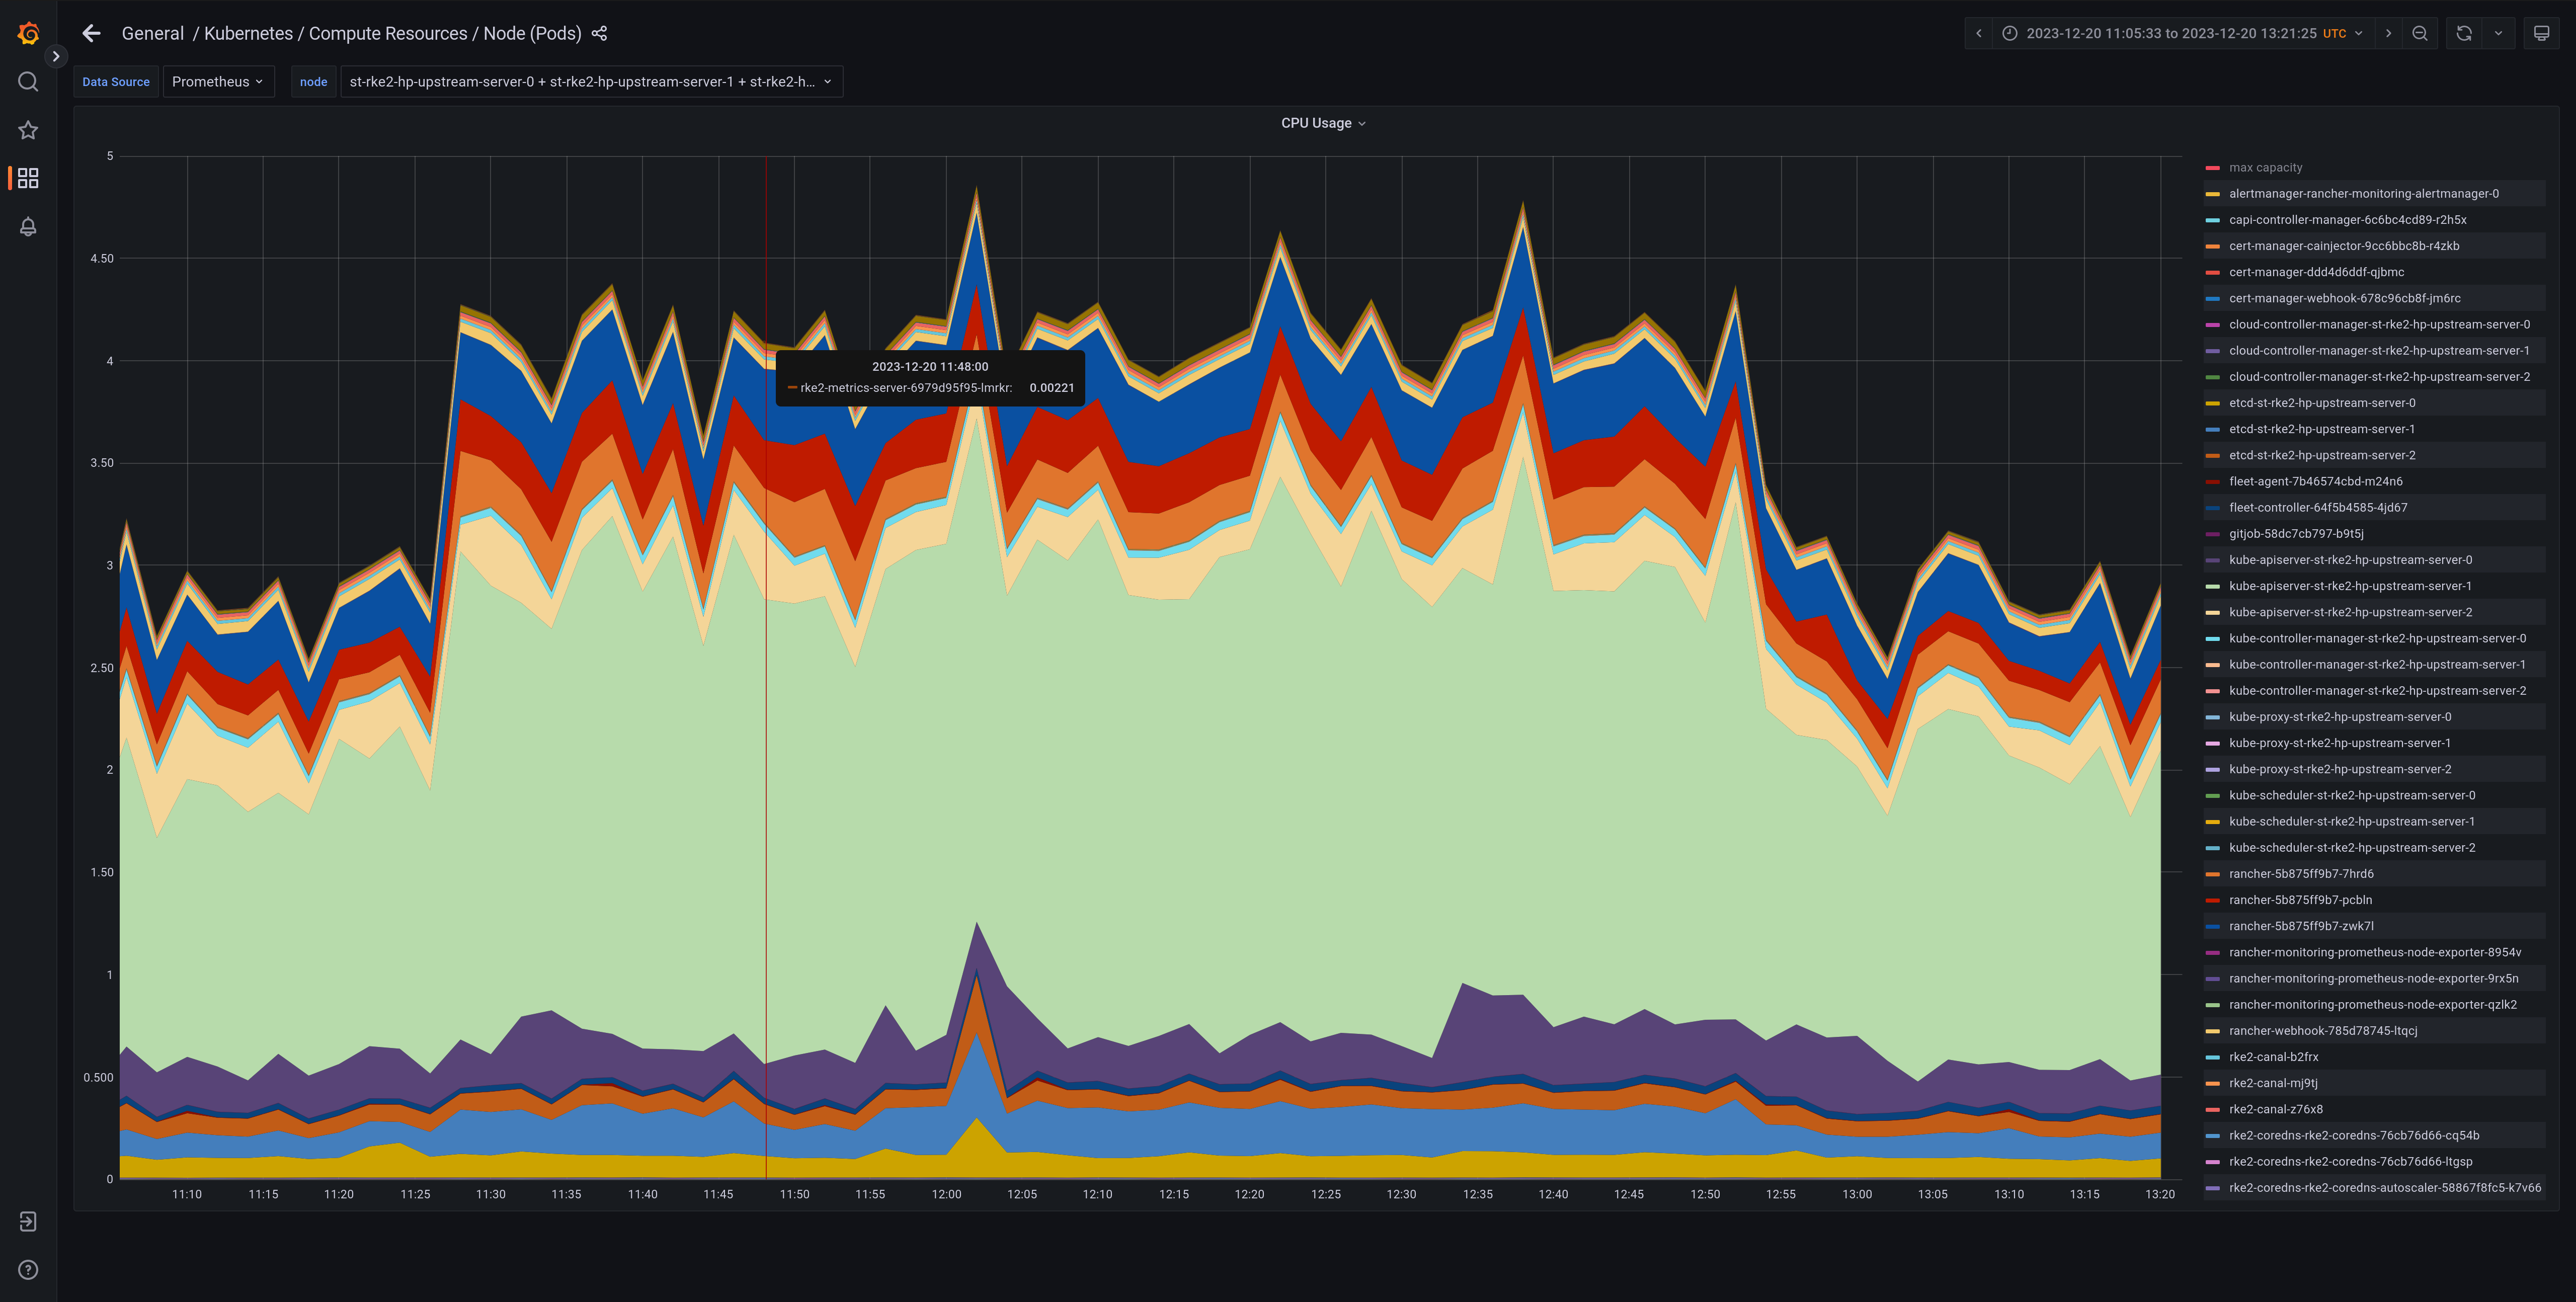 General / Kubernetes / Compute Resources / Node (Pods)
2023-12-20 11:05:33 to 2023-12-20 13:21:25 UTC
Data Source Prometheus node st-rke2-hp-upstream-server-0 + st-rke2-hp-upstream-server-1 + st-rke2-h...
CPU Usage
5
4.50
4
3.50
3
2.50
2
1.50
1
0.500
0
2023-12-20 11:48:00
rke2-metrics-server-6979d95f95-lmrkr: 0.00221
11:10 11:15 11:20 11:25 11:30 11:35 11:40 11:45 11:50 11:55 12:00 12:05 12:10 12:15 12:20 12:25 12:30 12:35 12:40 12:45 12:50 12:55 13:00 13:05 13:10 13:15 13:20
max capacity
alertmanager-rancher-monitoring-alertmanager-0
capi-controller-manager-6c6bc4cd89-r2h5x
cert-manager-cainjector-9cc6bbc8b-r4zkb
cert-manager-ddd4d6ddf-qjbmc
cert-manager-webhook-678c96cb8f-jm6rc
cloud-controller-manager-st-rke2-hp-upstream-server-0
cloud-controller-manager-st-rke2-hp-upstream-server-1
cloud-controller-manager-st-rke2-hp-upstream-server-2
etcd-st-rke2-hp-upstream-server-0
etcd-st-rke2-hp-upstream-server-1
etcd-st-rke2-hp-upstream-server-2
fleet-agent-7b46574cbd-m24n6
fleet-controller-64f5b4585-4jd67
gitjob-58dc7cb797-b9t5j
kube-apiserver-st-rke2-hp-upstream-server-0
kube-apiserver-st-rke2-hp-upstream-server-1
kube-apiserver-st-rke2-hp-upstream-server-2
kube-controller-manager-st-rke2-hp-upstream-server-0
kube-controller-manager-st-rke2-hp-upstream-server-1
kube-controller-manager-st-rke2-hp-upstream-server-2
kube-proxy-st-rke2-hp-upstream-server-0
kube-proxy-st-rke2-hp-upstream-server-1
kube-proxy-st-rke2-hp-upstream-server-2
kube-scheduler-st-rke2-hp-upstream-server-0
kube-scheduler-st-rke2-hp-upstream-server-1
kube-scheduler-st-rke2-hp-upstream-server-2
rancher-5b875ff9b7-7hrd6
rancher-5b875ff9b7-pcbln
rancher-5b875ff9b7-zwk7l
rancher-monitoring-prometheus-node-exporter-8954v
rancher-monitoring-prometheus-node-exporter-9rx5n
rancher-monitoring-prometheus-node-exporter-qzlk2
rancher-webhook-785d78745-ltqcj
rke2-canal-b2frx
rke2-canal-mj9tj
rke2-canal-z76x8
rke2-coredns-rke2-coredns-76cb76d66-cq54b
rke2-coredns-rke2-coredns-76cb76d66-ltgsp
rke2-coredns-rke2-coredns-autoscaler-58867f8fc5-k7v66